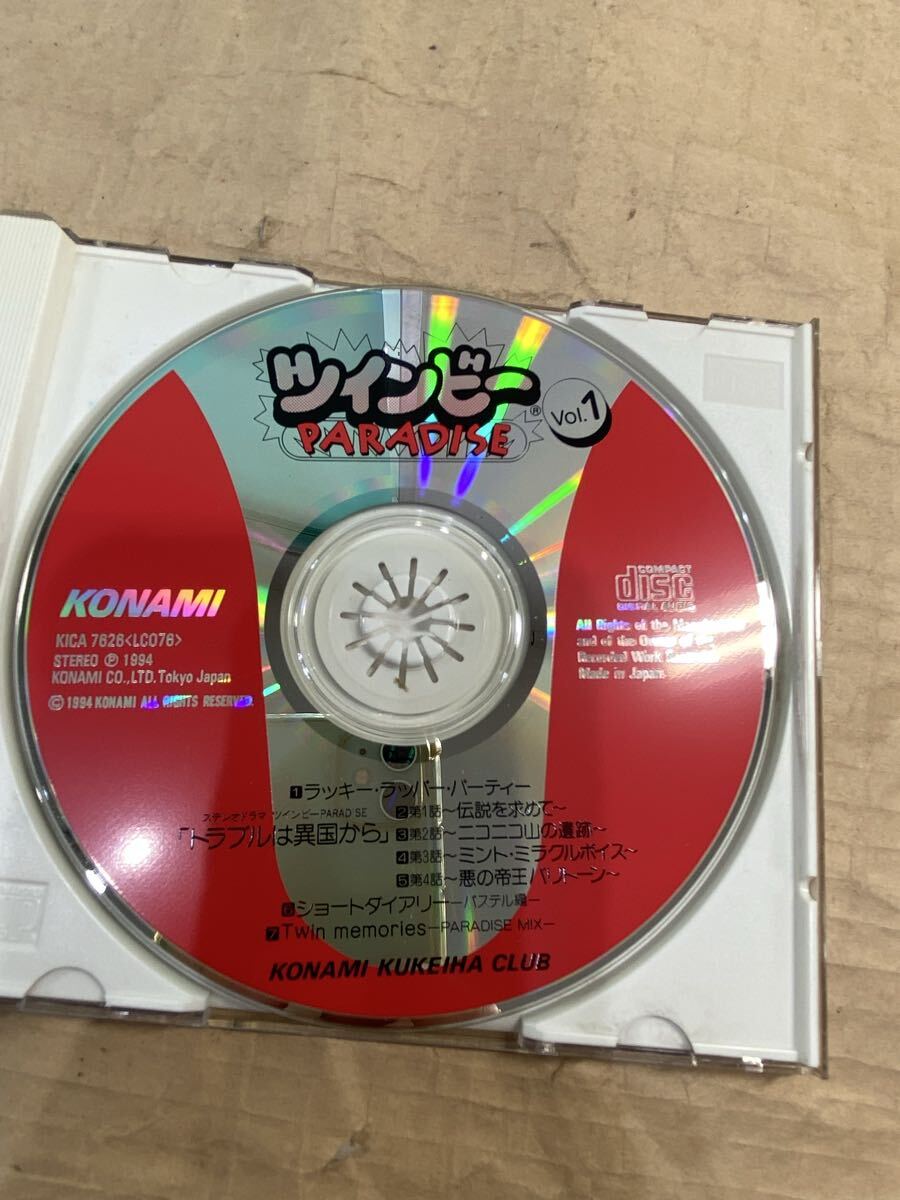 ツインビー
PARADISE
®
Vol.1
KONAMI
KICA 7626<LC076>
STEREO Ⓟ 1994
KONAMI CO.,LTD. Tokyo Japan
©1994 KONAMI ALL RIGHTS RESERVED.
COMPACT
disc
DIGITAL AUDIO
All Rights of the
and of the
Recorded Work
Made in Japan.
1ラッキー・ラッパー・パーティー
ステレオドラマ ツインビーPARADISE
「トラブルは異国から」
2第1話〜伝説を求めて〜
3第2話〜ニコニコ山の遺跡〜
4第3話〜ミント・ミラクルボイス〜
5第4話〜悪の帝王バリトーン〜
6ショートダイアリー—パステル編—
7Twin memories—PARADISE MIX—
KONAMI KUKEIHA CLUB